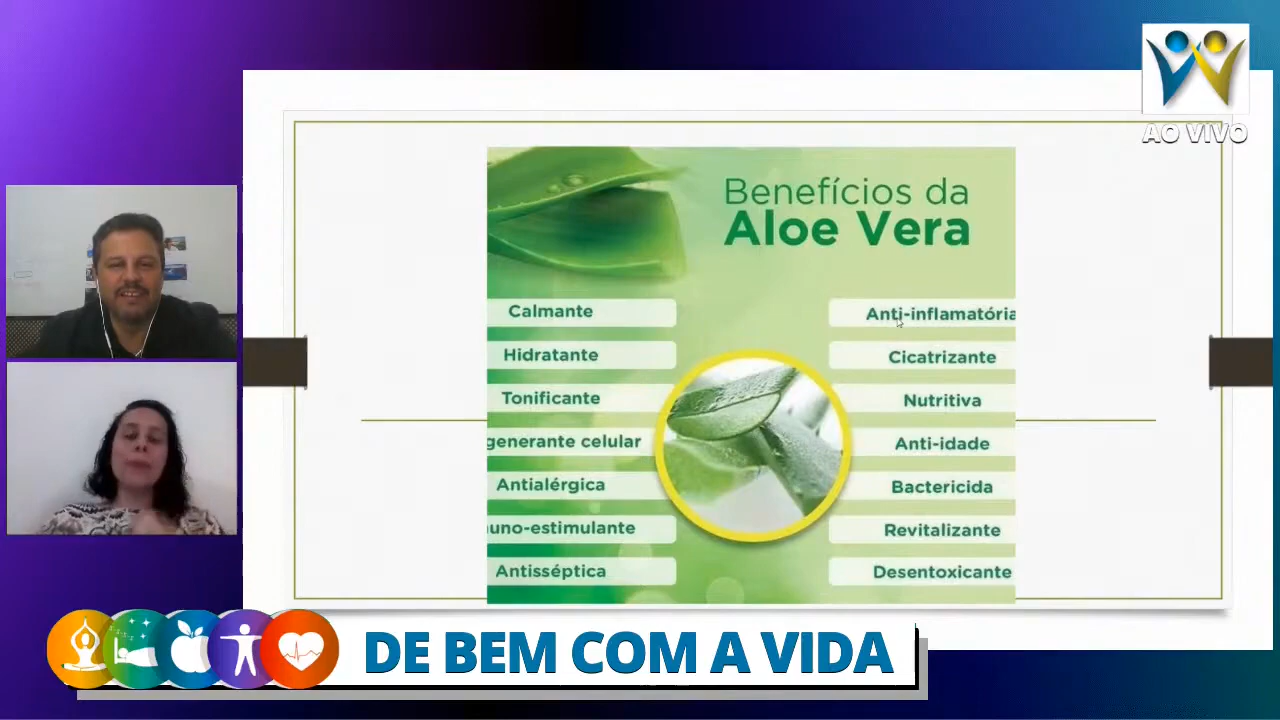 AO VIVO
Benefícios da
Aloe Vera
Calmante
Hidratante
Tonificante
generante celular
Antialérgica
uno-estimulante
Antisséptica
Anti-inflamatória
Cicatrizante
Nutritiva
Anti-idade
Bactericida
Revitalizante
Desentoxicante
DE BEM COM A VIDA